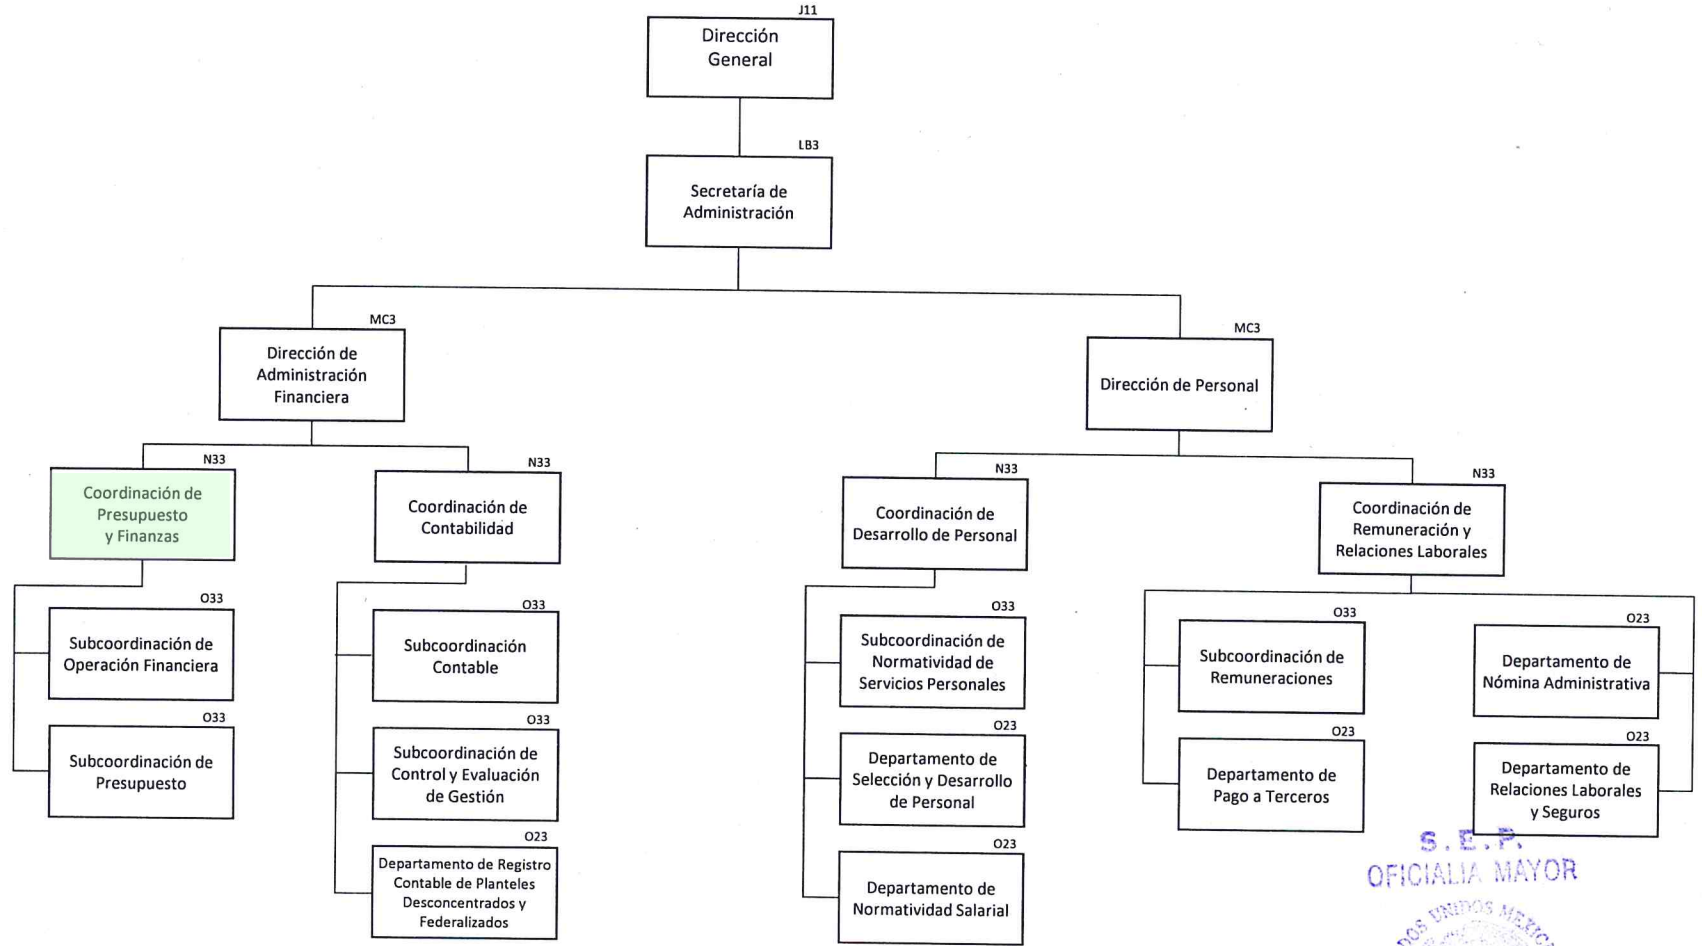 J11
Dirección
General
LB3
Secretaría de
Administración
MC3
Dirección de
Administración
Financiera
MC3
Dirección de Personal
N33
Coordinación de
Presupuesto
y Finanzas
N33
Coordinación de
Contabilidad
N33
Coordinación de
Desarrollo de Personal
N33
Coordinación de
Remuneración y
Relaciones Laborales
O33
Subcoordinación de
Operación Financiera
O33
Subcoordinación de
Presupuesto
O33
Subcoordinación
Contable
O33
Subcoordinación de
Control y Evaluación
de Gestión
O23
Departamento de Registro
Contable de Planteles
Desconcentrados y
Federalizados
O33
Subcoordinación de
Normatividad de
Servicios Personales
O23
Departamento de
Selección y Desarrollo
de Personal
O23
Departamento de
Normatividad Salarial
O33
Subcoordinación de
Remuneraciones
O23
Departamento de
Pago a Terceros
O23
Departamento de
Nómina Administrativa
O23
Departamento de
Relaciones Laborales
y Seguros
S.E.P.
OFICIALIA MAYOR
UNIDOS